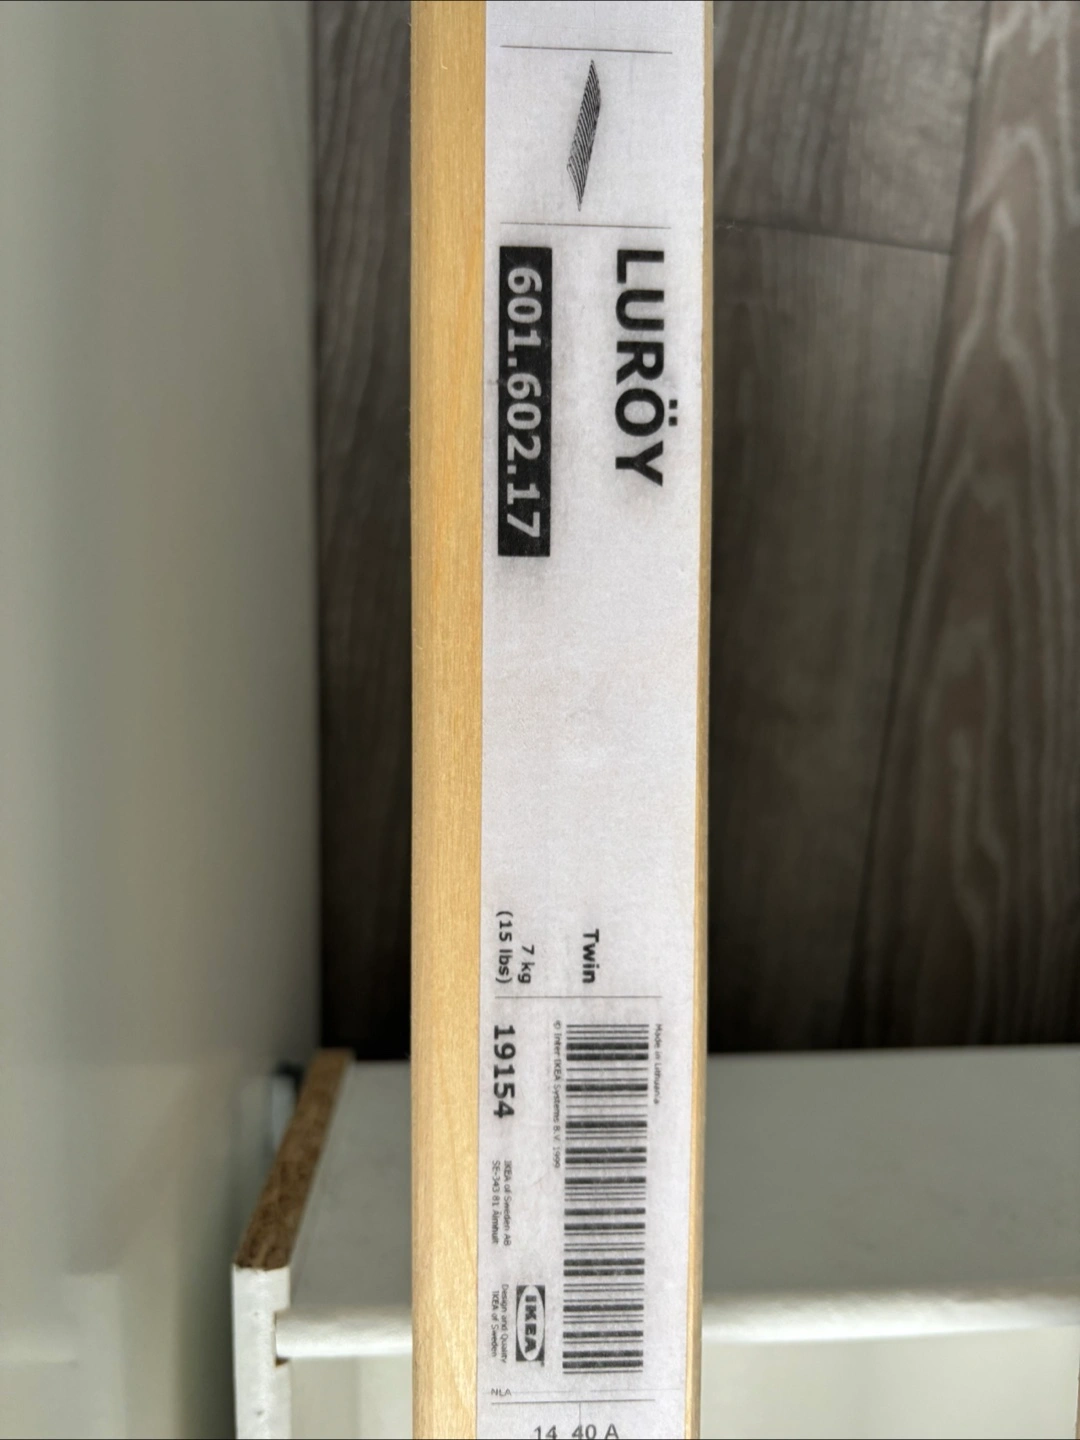 LURÖY
601.602.17
Twin
7 kg
(15 lbs)
Made in Lithuania
© Inter IKEA Systems B.V. 1999
19154
IKEA of Sweden AB
SE-343 81 Älmhult
IKEA
Design and Quality
IKEA of Sweden
NLA
14 40 A